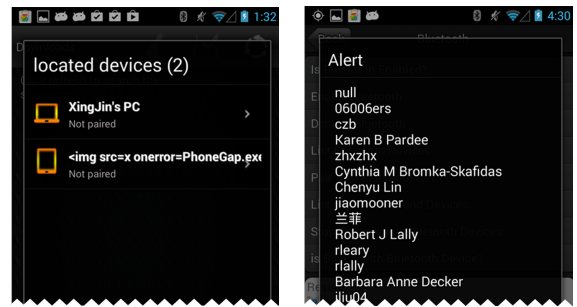 1:32
located devices (2)
XingJin's PC
Not paired
<img src=x onerror=PhoneGap.exe
Not paired
4:30
Bluetooth
Alert
null
06006ers
czb
Karen B Pardee
zhxzhx
Cynthia M Bromka-Skafidas
Chenyu Lin
jiaomooner
兰菲
Robert J Lally
rleary
rlally
Barbara Anne Decker
iliu04